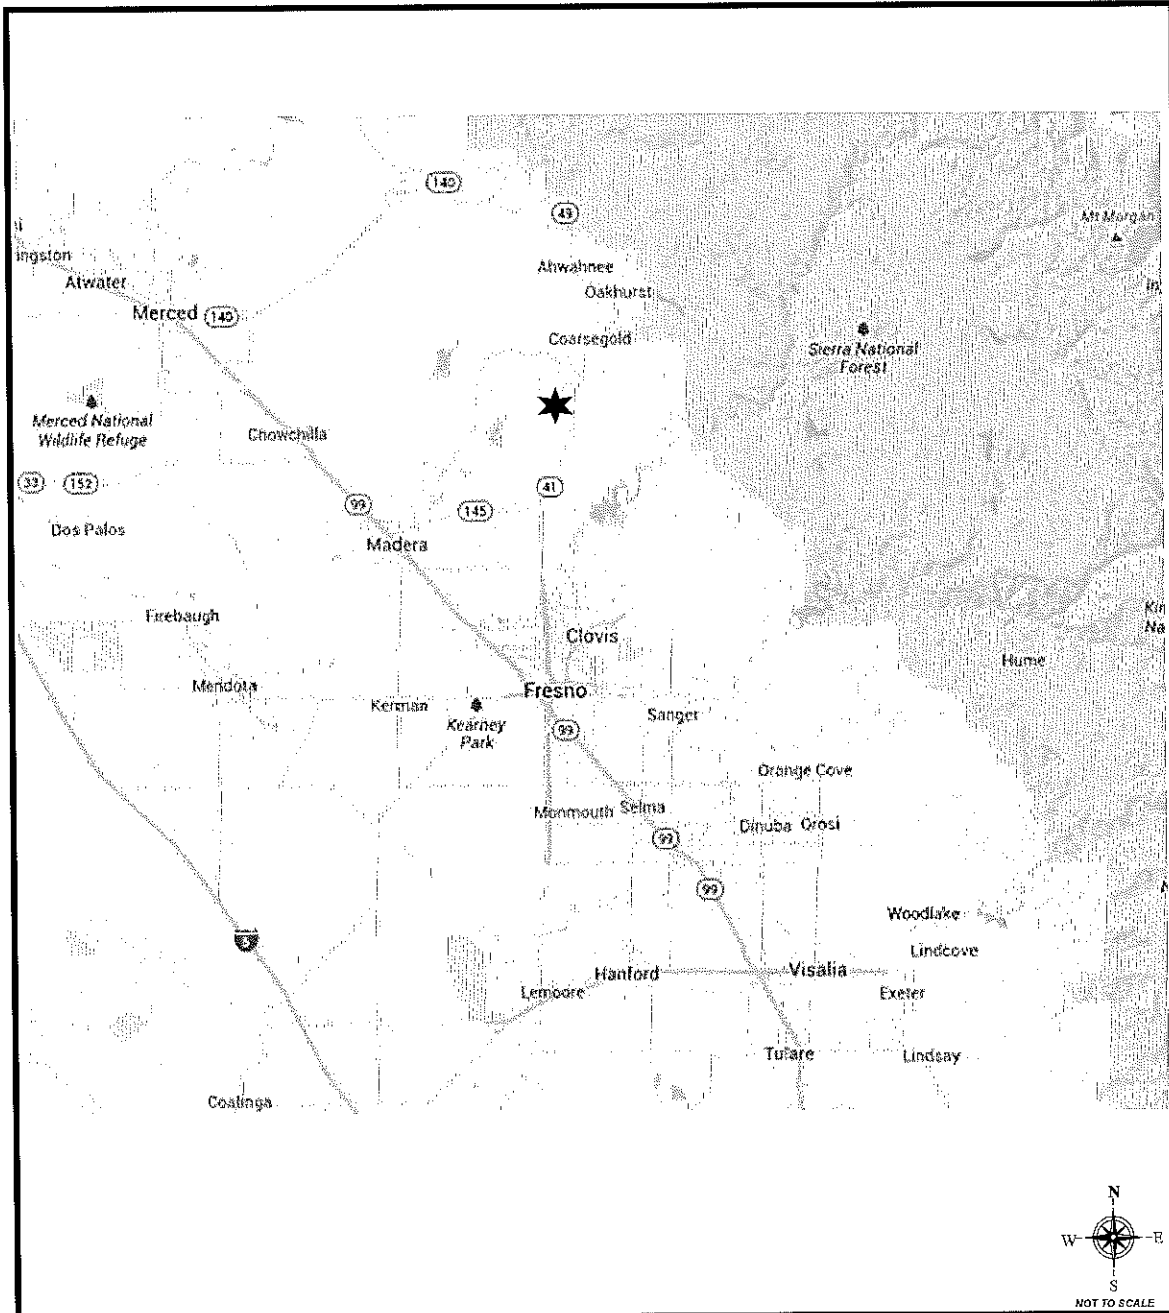 140
49
Mt Morgan
ingston
Ahwahnee
Atwater
Oakhurst
Merced
140
Coarsegold
Sierra National
Forest
Merced National
Wildlife Refuge
Chowchilla
33
152
41
99
145
Dos Palos
Madera
Firebaugh
Clovis
Kin
Na
Hume
Mendota
Fresno
Kerman
Kearney
Park
Sanger
99
Orange Cove
Monmouth
Selma
Dinuba
Orosi
99
99
Woodlake
5
Lindcove
Hanford
Visalia
Lemoore
Exeter
Tulare
Lindsay
Coalinga
N
W
E
S
NOT TO SCALE